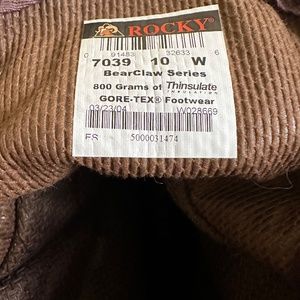 ROCKY®
0 91483 32633 6
7039 10 W
BearClaw Series
800 Grams of Thinsulate
INSULATION
GORE-TEX® Footwear
03/23/04 W028669
ES 5000031474